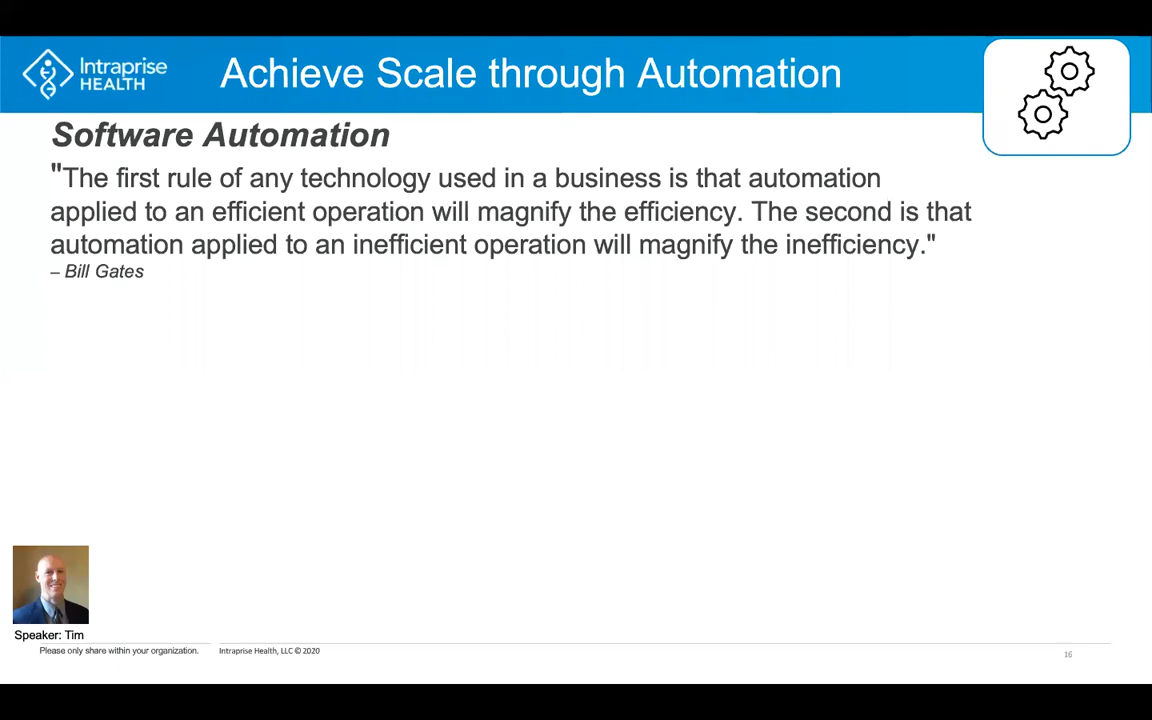 Intraprise
HEALTH
Achieve Scale through Automation
Software Automation
"The first rule of any technology used in a business is that automation
applied to an efficient operation will magnify the efficiency. The second is that
automation applied to an inefficient operation will magnify the inefficiency."
– Bill Gates
Speaker: Tim
Please only share within your organization.
Intraprise Health, LLC © 2020
16